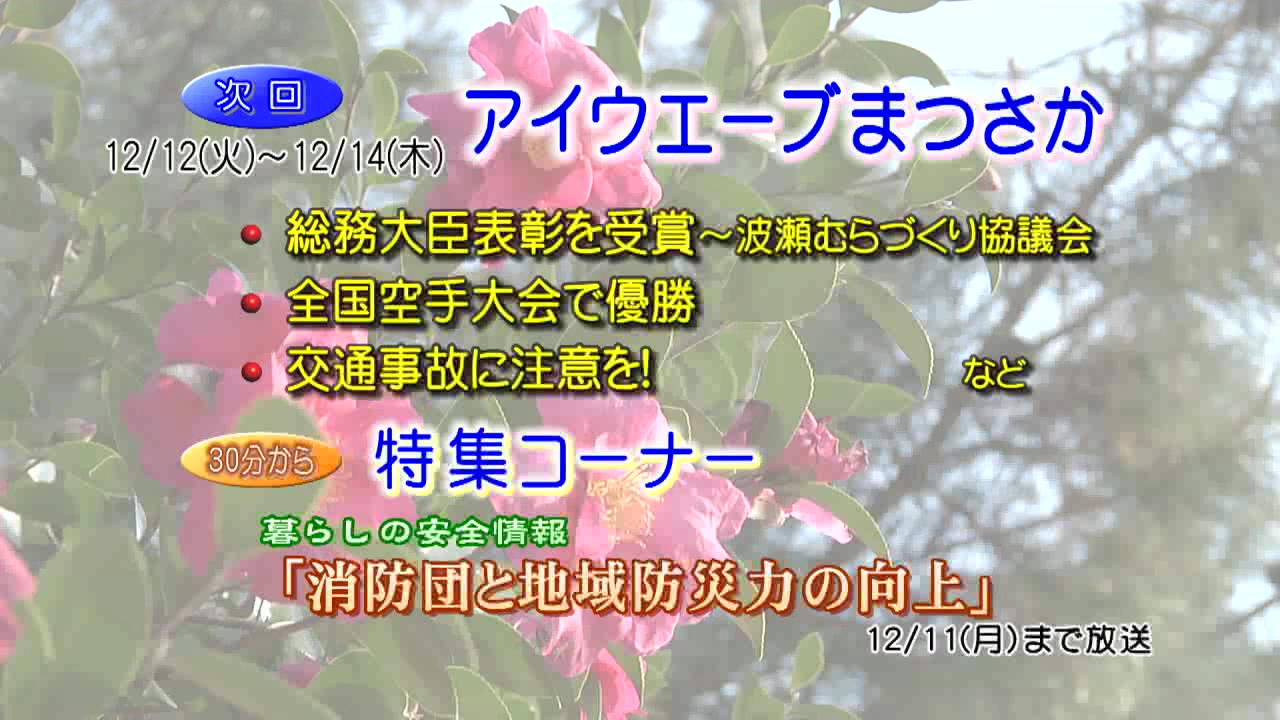 次回
アイウエーブまつさか
12/12(火)～12/14(木)
・総務大臣表彰を受賞～波瀬むらづくり協議会
・全国空手大会で優勝
・交通事故に注意を!
など
30分から
特集コーナー
暮らしの安全情報
「消防団と地域防災力の向上」
12/11(月)まで放送